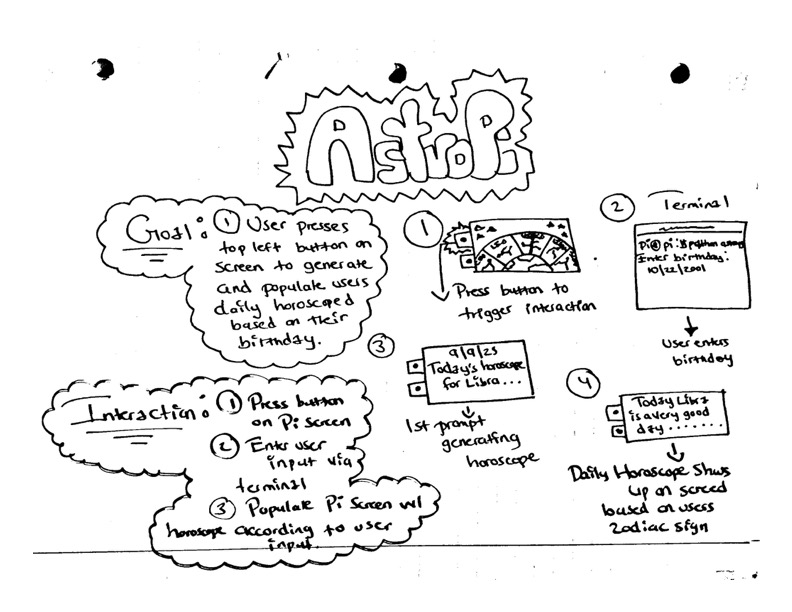 AstroPi
Goal: ① User presses
top left button on
screen to generate
and populate users
daily horoscoped
based on their
birthday.
Interaction: ① Press button
on Pi screen
② Enter user
input via
terminal
③ Populate Pi Screen w/
horoscope according to user
input.
①
Press button to
trigger interaction
② Terminal
Pi@pi:$ python
Enter birthday:
10/22/2001
User enters
birthday
③
9/9/25
Today's horoscope
for Libra...
1st prompt
generating
horoscope
④
Today Libra
is a very good
day .......
Daily Horoscope Shws
up on screed
based on users
zodiac sign